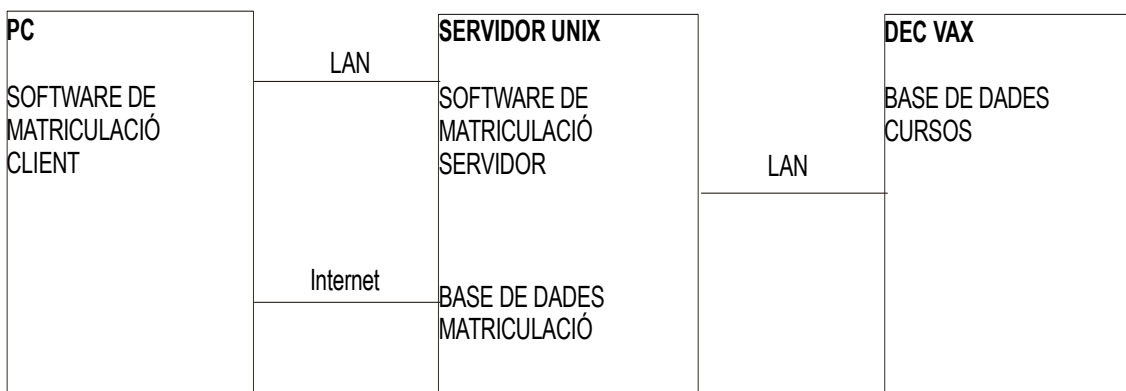 PC
SOFTWARE DE
MATRICULACIÓ
CLIENT
LAN
Internet
SERVIDOR UNIX
SOFTWARE DE
MATRICULACIÓ
SERVIDOR
BASE DE DADES
MATRICULACIÓ
LAN
DEC VAX
BASE DE DADES
CURSOS